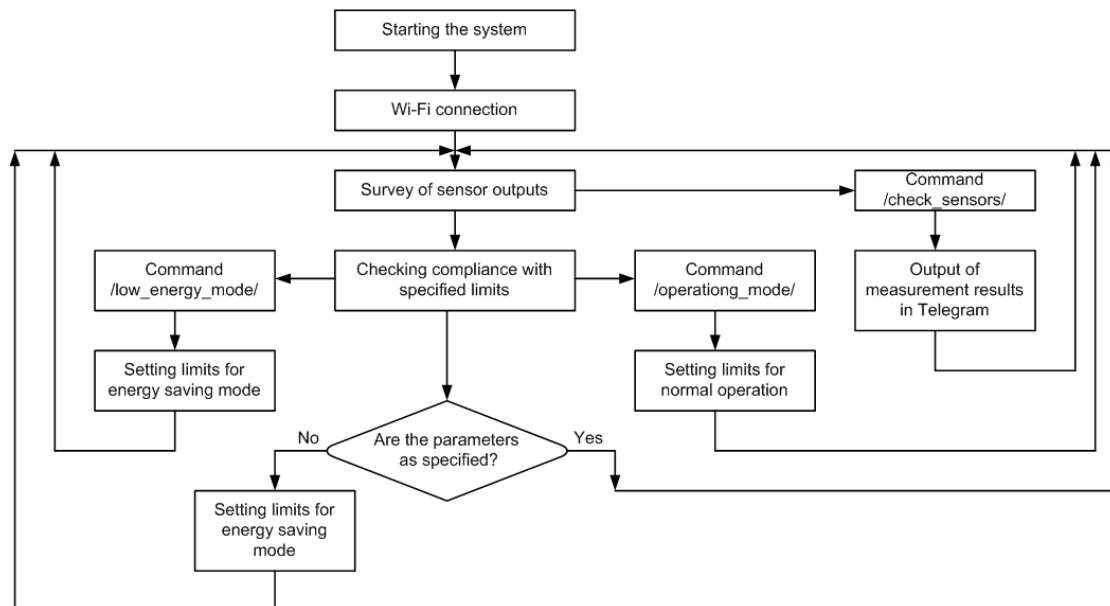 Starting the system
Wi-Fi connection
Survey of sensor outputs
Command
/check_sensors/
Command
/low_energy_mode/
Checking compliance with
specified limits
Command
/operationg_mode/
Output of
measurement results
in Telegram
Setting limits for
energy saving mode
Setting limits for
normal operation
No
Are the parameters
as specified?
Yes
Setting limits for
energy saving
mode